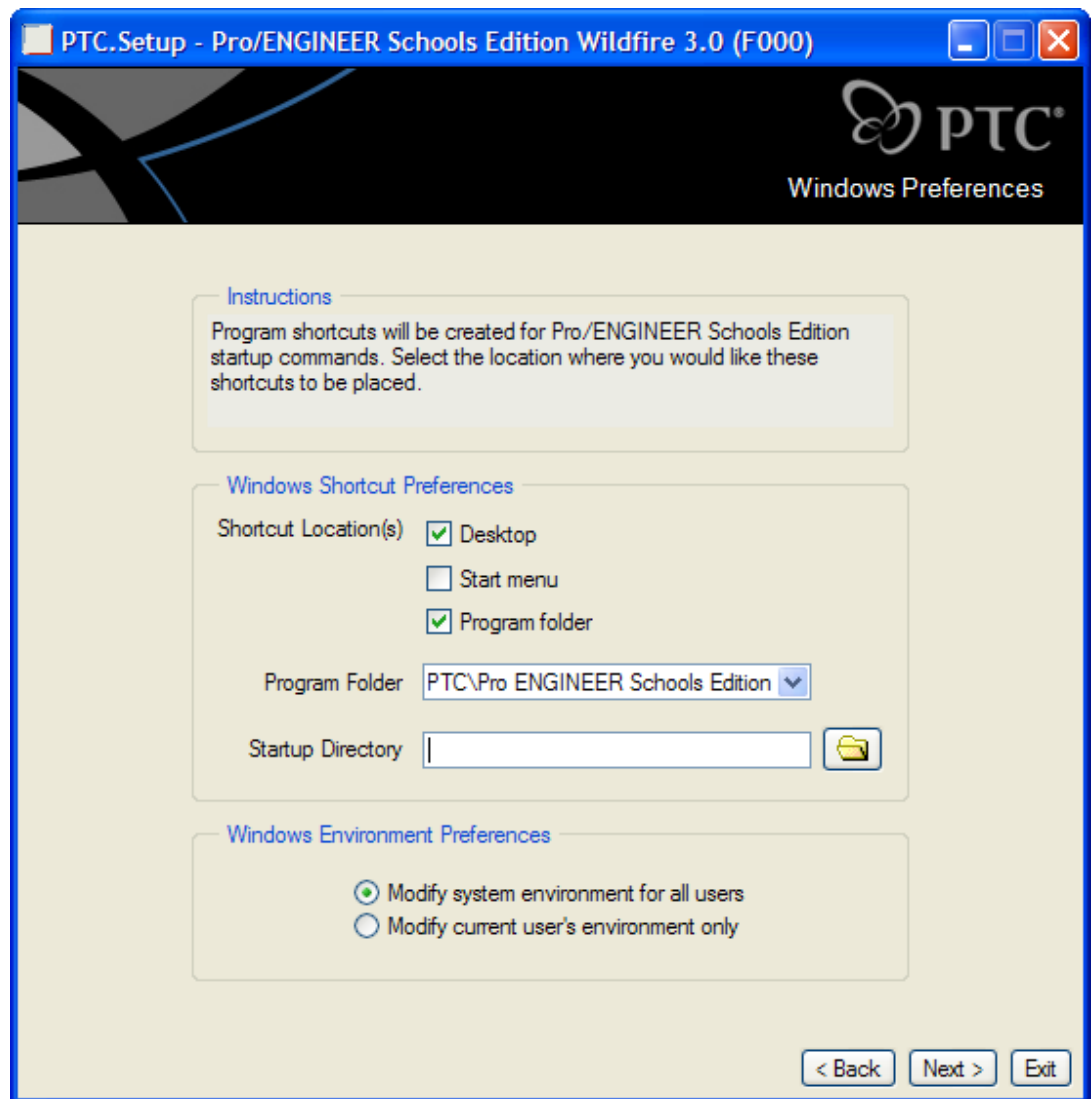 PTC.Setup - Pro/ENGINEER Schools Edition Wildfire 3.0 (F000)
PTC®
Windows Preferences
Instructions
Program shortcuts will be created for Pro/ENGINEER Schools Edition
startup commands. Select the location where you would like these
shortcuts to be placed.
Windows Shortcut Preferences
Shortcut Location(s)
Desktop
Start menu
Program folder
Program Folder
PTC\Pro ENGINEER Schools Edition
Startup Directory
Windows Environment Preferences
Modify system environment for all users
Modify current user's environment only
< Back
Next >
Exit